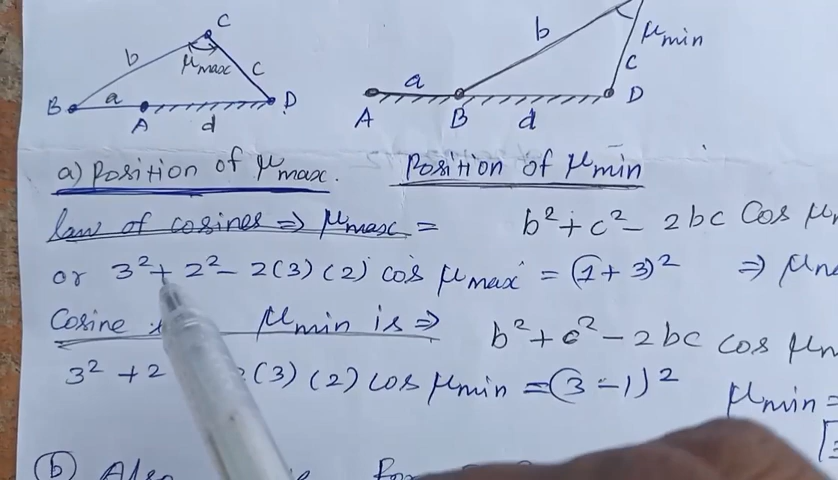 C
b
μmax
c
B
a
A
d
D
b
μmin
c
a
A
B
d
D
a) Position of μmax. Position of μmin
law of cosines ⇒ μmax = b² + c² - 2bc Cos
or 3² + 2² - 2(3)(2) cos μmax = (1+3)² ⇒
Cosine μmin is ⇒ b² + c² - 2bc cos
3² + 2 (3)(2) cos μmin = (3-1)² μmin =
(b) Also For